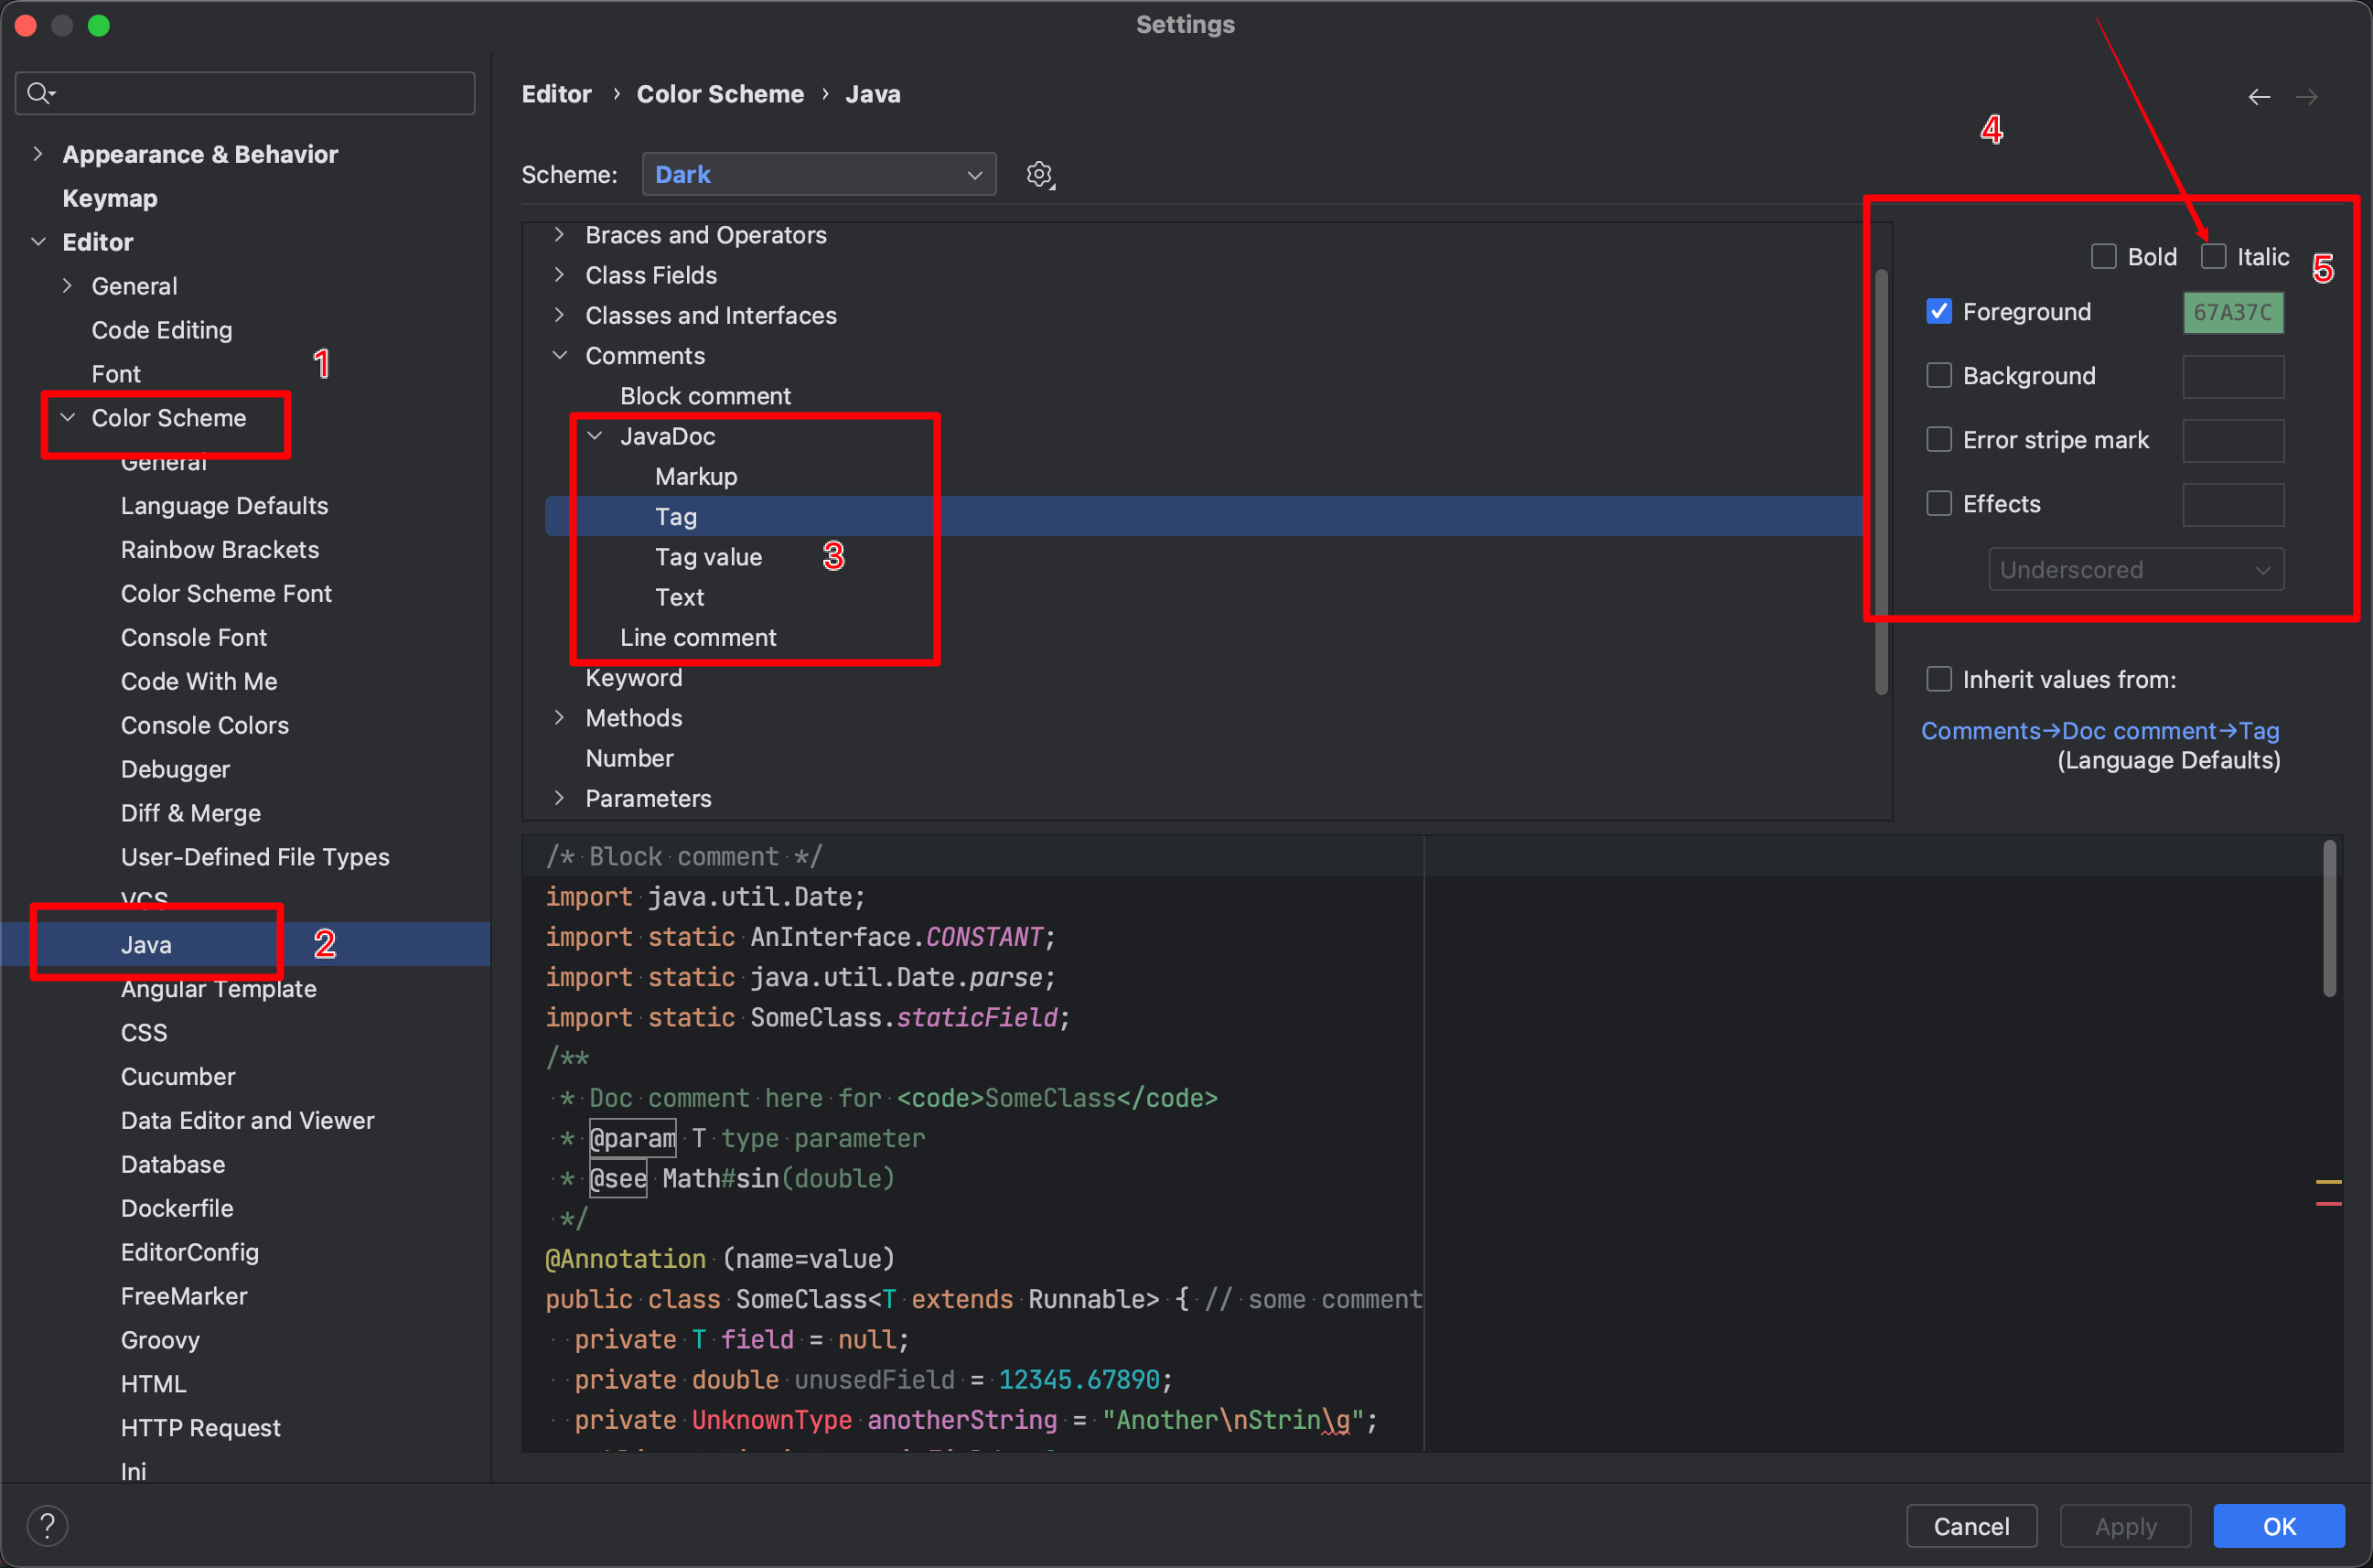 Settings
Appearance & Behavior
Keymap
Editor
General
Code Editing
Font
1
Color Scheme
General
Language Defaults
Rainbow Brackets
Color Scheme Font
Console Font
Code With Me
Console Colors
Debugger
Diff & Merge
User-Defined File Types
VCS
Java
2
Angular Template
CSS
Cucumber
Data Editor and Viewer
Database
Dockerfile
EditorConfig
FreeMarker
Groovy
HTML
HTTP Request
Ini
Editor › Color Scheme › Java
Scheme: Dark
Braces and Operators
Class Fields
Classes and Interfaces
Comments
Block comment
JavaDoc
Markup
Tag
Tag value
3
Text
Line comment
Keyword
Methods
Number
Parameters
4
Bold Italic
5
Foreground 67A37C
Background
Error stripe mark
Effects
Underscored
Inherit values from:
Comments→Doc comment→Tag
(Language Defaults)
/* Block comment */
import java.util.Date;
import static AnInterface.CONSTANT;
import static java.util.Date.parse;
import static SomeClass.staticField;
/**
* Doc comment here for <code>SomeClass</code>
* @param T type parameter
* @see Math#sin(double)
*/
@Annotation (name=value)
public class SomeClass<T extends Runnable> { // some comment
private T field = null;
private double unusedField = 12345.67890;
private UnknownType anotherString = "Another\nStrin\g";
?
Cancel
Apply
OK